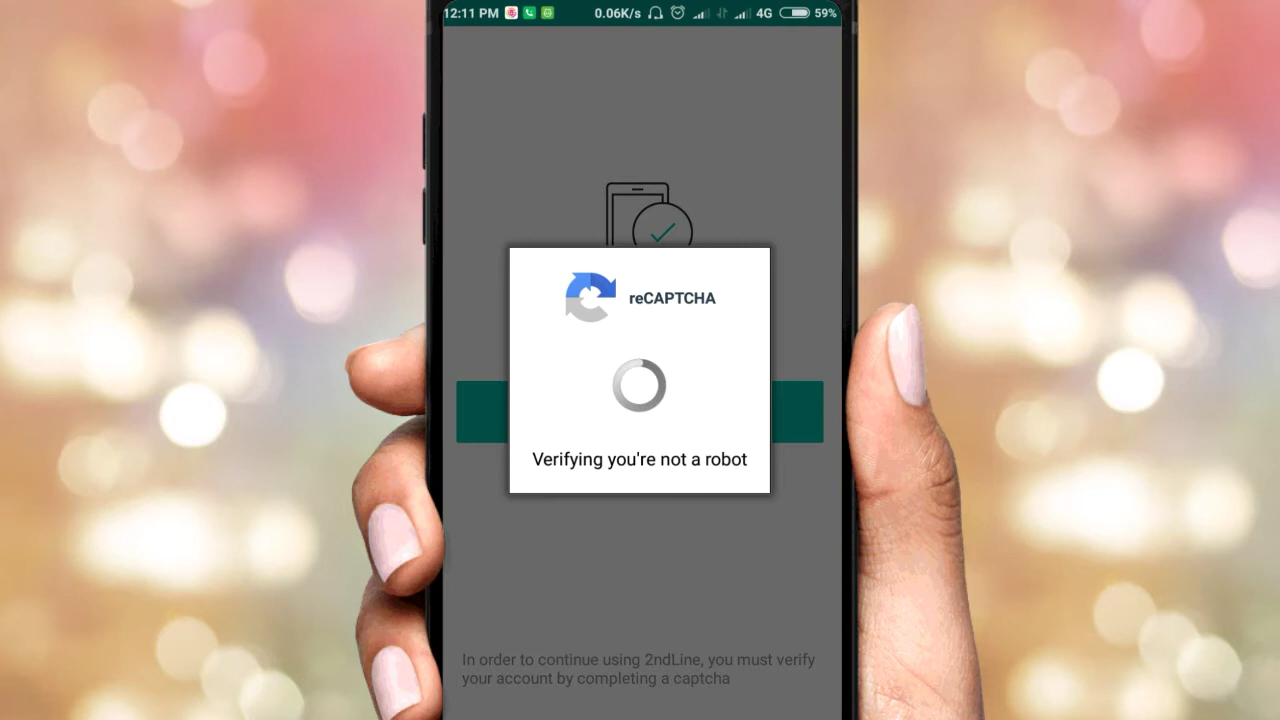 12:11 PM 0.06K/s 4G 59%
reCAPTCHA
Verifying you're not a robot
In order to continue using 2ndLine, you must verify
your account by completing a captcha